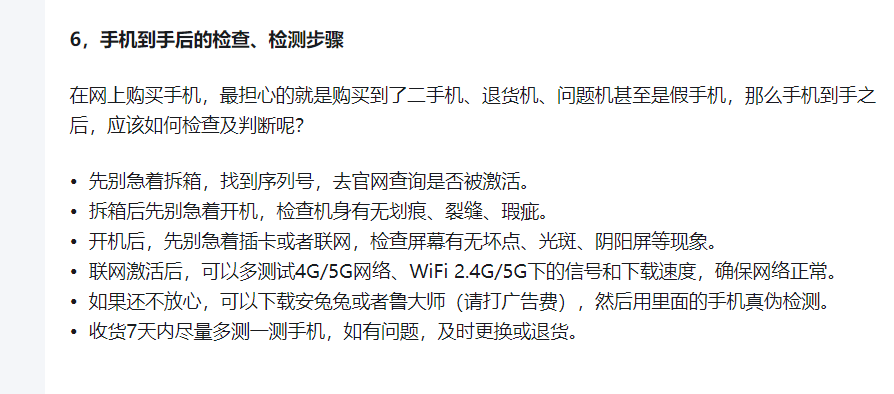 6，手机到手后的检查、检测步骤
在网上购买手机，最担心的就是购买到了二手机、退货机、问题机甚至是假手机，那么手机到手之
后，应该如何检查及判断呢？
• 先别急着拆箱，找到序列号，去官网查询是否被激活。
• 拆箱后先别急着开机，检查机身有无划痕、裂缝、瑕疵。
• 开机后，先别急着插卡或者联网，检查屏幕有无坏点、光斑、阴阳屏等现象。
• 联网激活后，可以多测试4G/5G网络、WiFi 2.4G/5G下的信号和下载速度，确保网络正常。
• 如果还不放心，可以下载安兔兔或者鲁大师（请打广告费），然后用里面的手机真伪检测。
• 收货7天内尽量多测一测手机，如有问题，及时更换或退货。